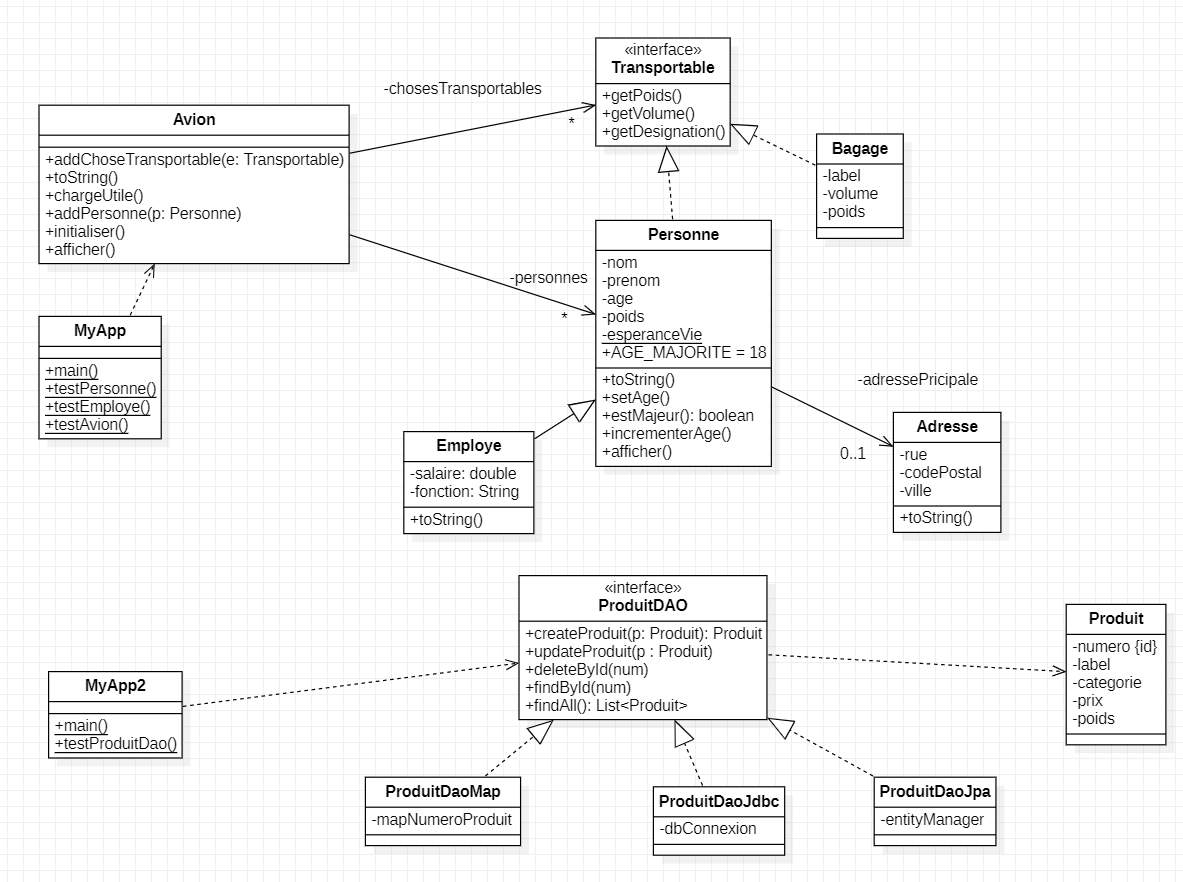 «interface»
Transportable
+getPoids()
+getVolume()
+getDesignation()
-chosesTransportables
*
Avion
+addChoseTransportable(e: Transportable)
+toString()
+chargeUtile()
+addPersonne(p: Personne)
+initialiser()
+afficher()
Bagage
-label
-volume
-poids
-personnes
*
Personne
-nom
-prenom
-age
-poids
-esperanceVie
+AGE_MAJORITE = 18
+toString()
+setAge()
+estMajeur(): boolean
+incrementerAge()
+afficher()
MyApp
+main()
+testPersonne()
+testEmploye()
+testAvion()
-adressePricipale
0..1
Adresse
-rue
-codePostal
-ville
+toString()
Employe
-salaire: double
-fonction: String
+toString()
«interface»
ProduitDAO
+createProduit(p: Produit): Produit
+updateProduit(p : Produit)
+deleteById(num)
+findById(num)
+findAll(): List<Produit>
Produit
-numero {id}
-label
-categorie
-prix
-poids
MyApp2
+main()
+testProduitDao()
ProduitDaoMap
-mapNumeroProduit
ProduitDaoJdbc
-dbConnexion
ProduitDaoJpa
-entityManager